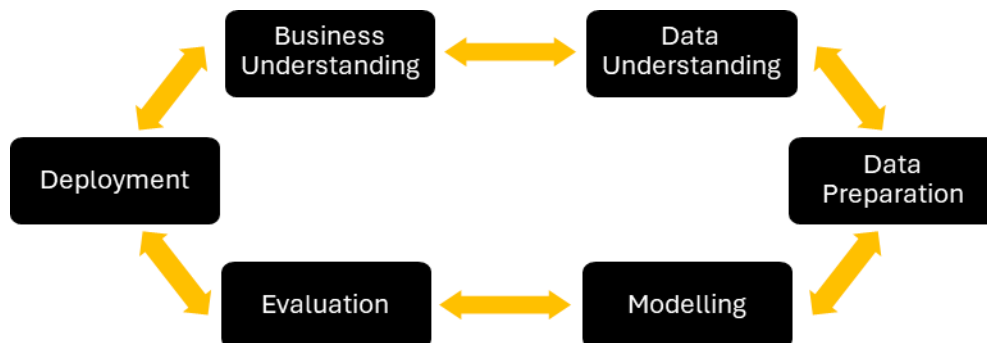 Business
Understanding
Data
Understanding
Deployment
Data
Preparation
Evaluation
Modelling